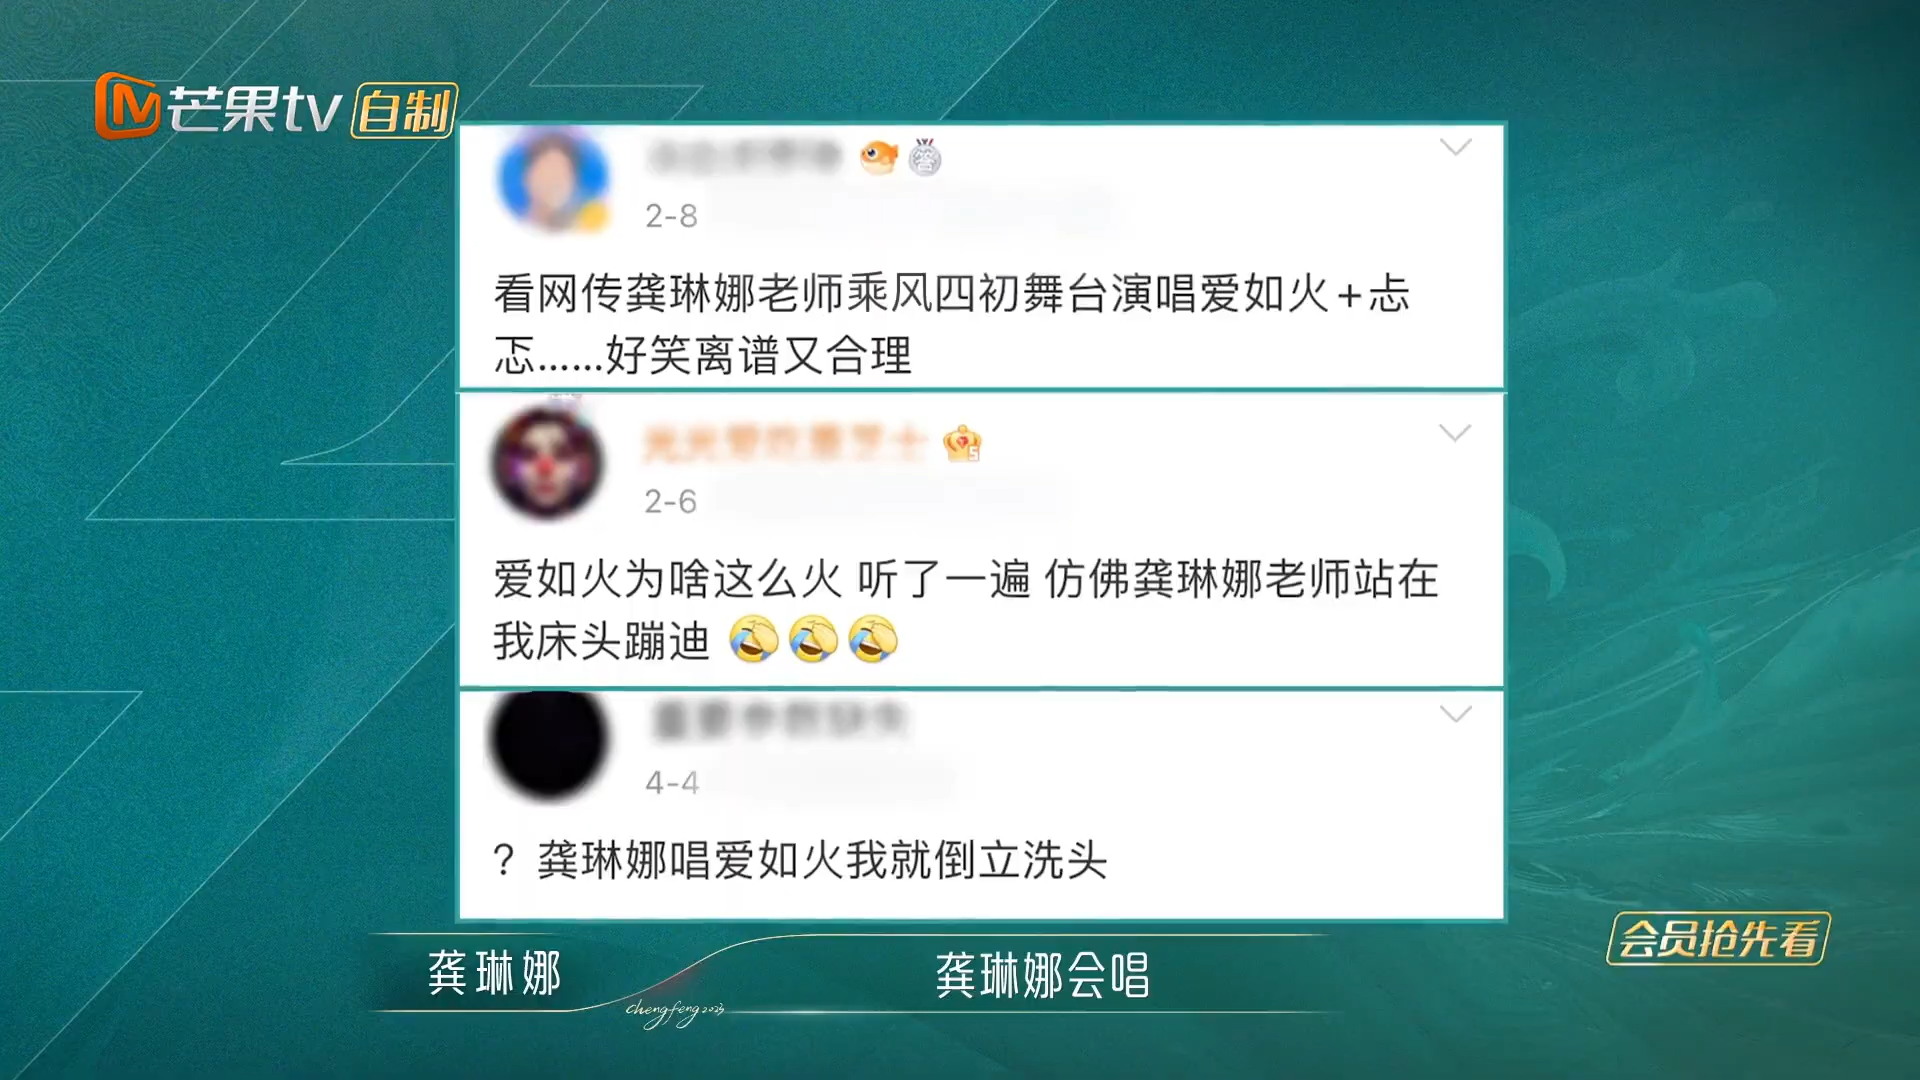 芒果tv 自制
2-8
看网传龚琳娜老师乘风四初舞台演唱爱如火+忐
忑......好笑离谱又合理
2-6
爱如火为啥这么火 听了一遍 仿佛龚琳娜老师站在
我床头蹦迪
4-4
？龚琳娜唱爱如火我就倒立洗头
会员抢先看
龚琳娜
龚琳娜会唱
chengfeng2023